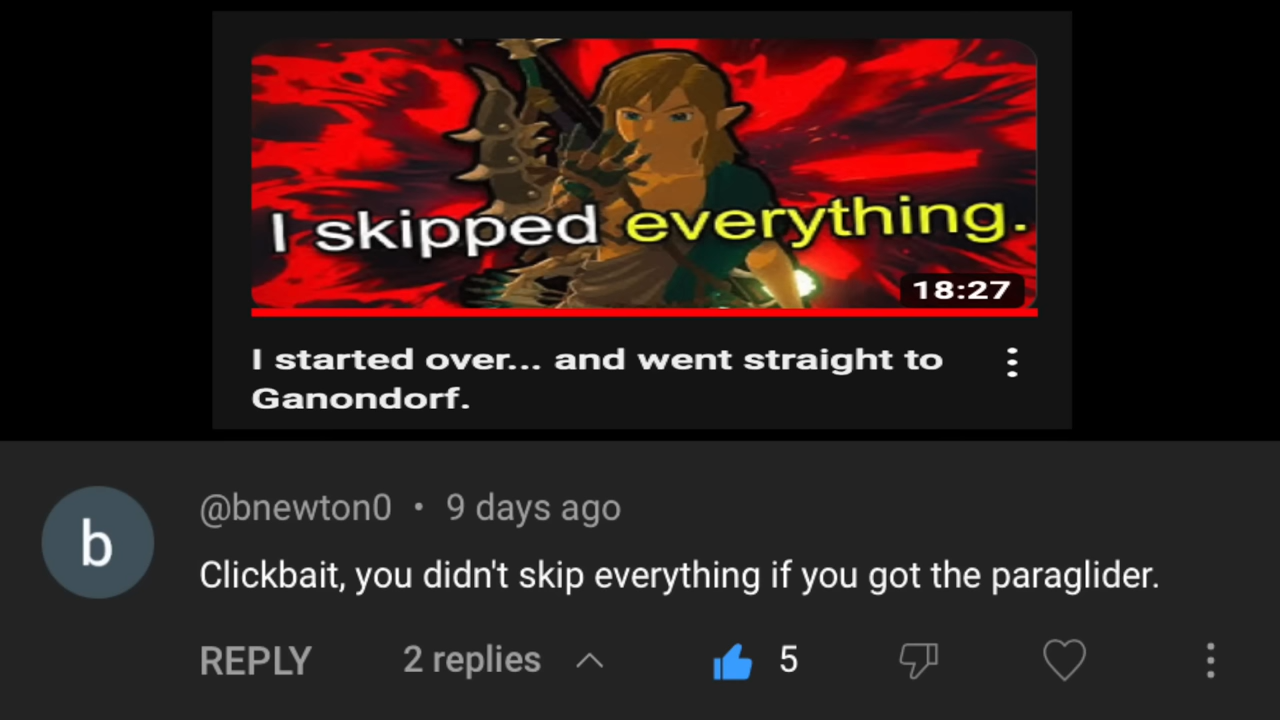 I skipped everything.
18:27
I started over... and went straight to
Ganondorf.
b
@bnewton0 • 9 days ago
Clickbait, you didn't skip everything if you got the paraglider.
REPLY 2 replies 5